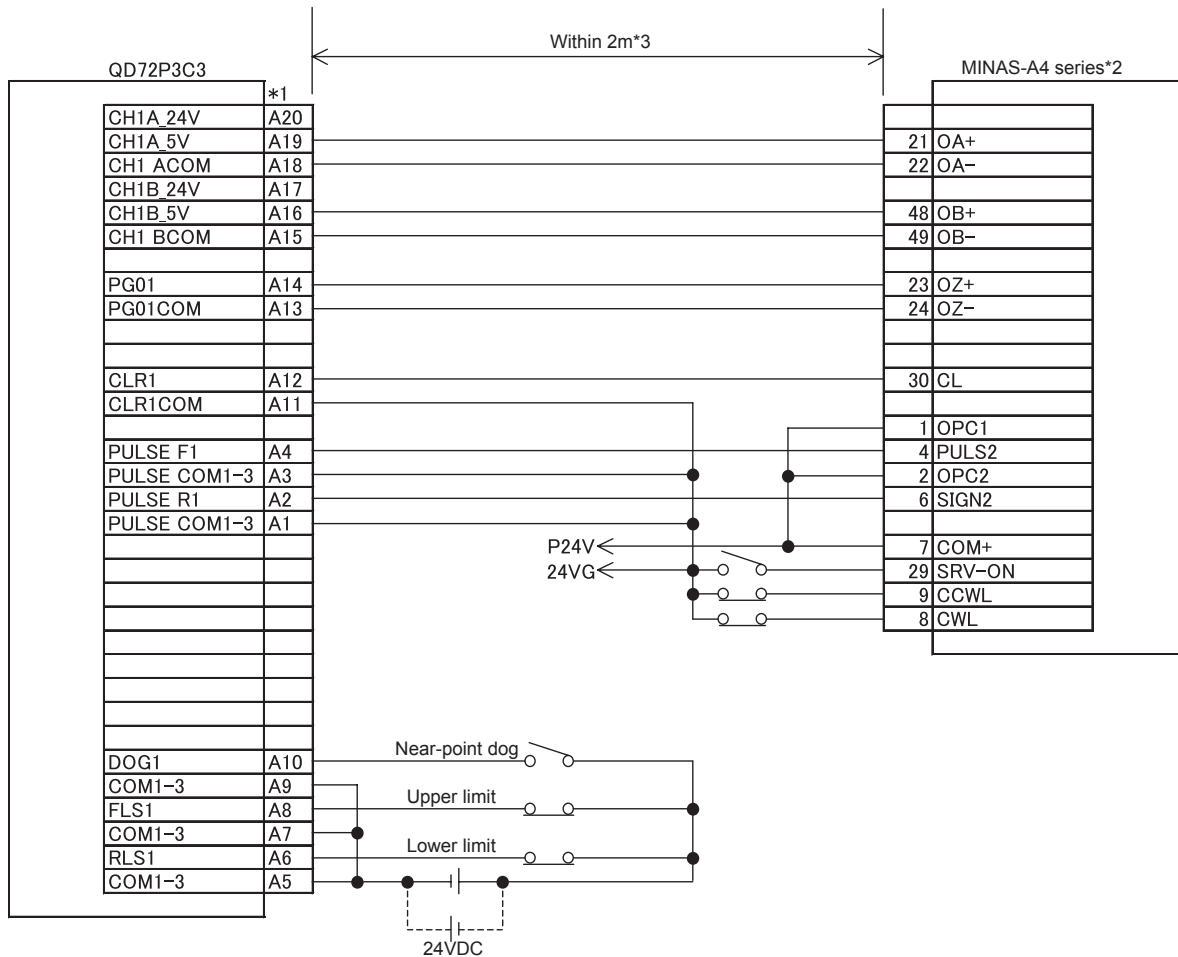 Within 2m*3
QD72P3C3
MINAS-A4 series*2
*1
CH1A_24V A20
CH1A_5V A19 21 OA+
CH1 ACOM A18 22 OA-
CH1B_24V A17
CH1B_5V A16 48 OB+
CH1 BCOM A15 49 OB-
PG01 A14 23 OZ+
PG01COM A13 24 OZ-
CLR1 A12 30 CL
CLR1COM A11
1 OPC1
PULSE F1 A4 4 PULS2
PULSE COM1-3 A3 2 OPC2
PULSE R1 A2 6 SIGN2
PULSE COM1-3 A1
P24V 7 COM+
24VG 29 SRV-ON
9 CCWL
8 CWL
DOG1 A10 Near-point dog
COM1-3 A9
FLS1 A8 Upper limit
COM1-3 A7
RLS1 A6 Lower limit
COM1-3 A5
24VDC